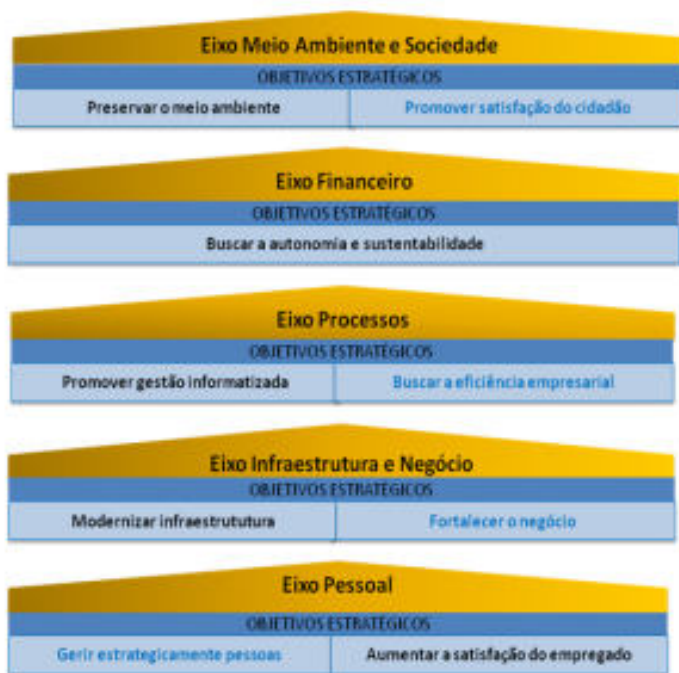 Eixo Meio Ambiente e Sociedade
OBJETIVOS ESTRATÉGICOS
Preservar o meio ambiente Promover satisfação do cidadão
Eixo Financeiro
OBJETIVOS ESTRATÉGICOS
Buscar a autonomia e sustentabilidade
Eixo Processos
OBJETIVOS ESTRATÉGICOS
Promover gestão informatizada Buscar a eficiência empresarial
Eixo Infraestrutura e Negócio
OBJETIVOS ESTRATÉGICOS
Modernizar infraestrututura Fortalecer o negócio
Eixo Pessoal
OBJETIVOS ESTRATÉGICOS
Gerir estrategicamente pessoas Aumentar a satisfação do empregado